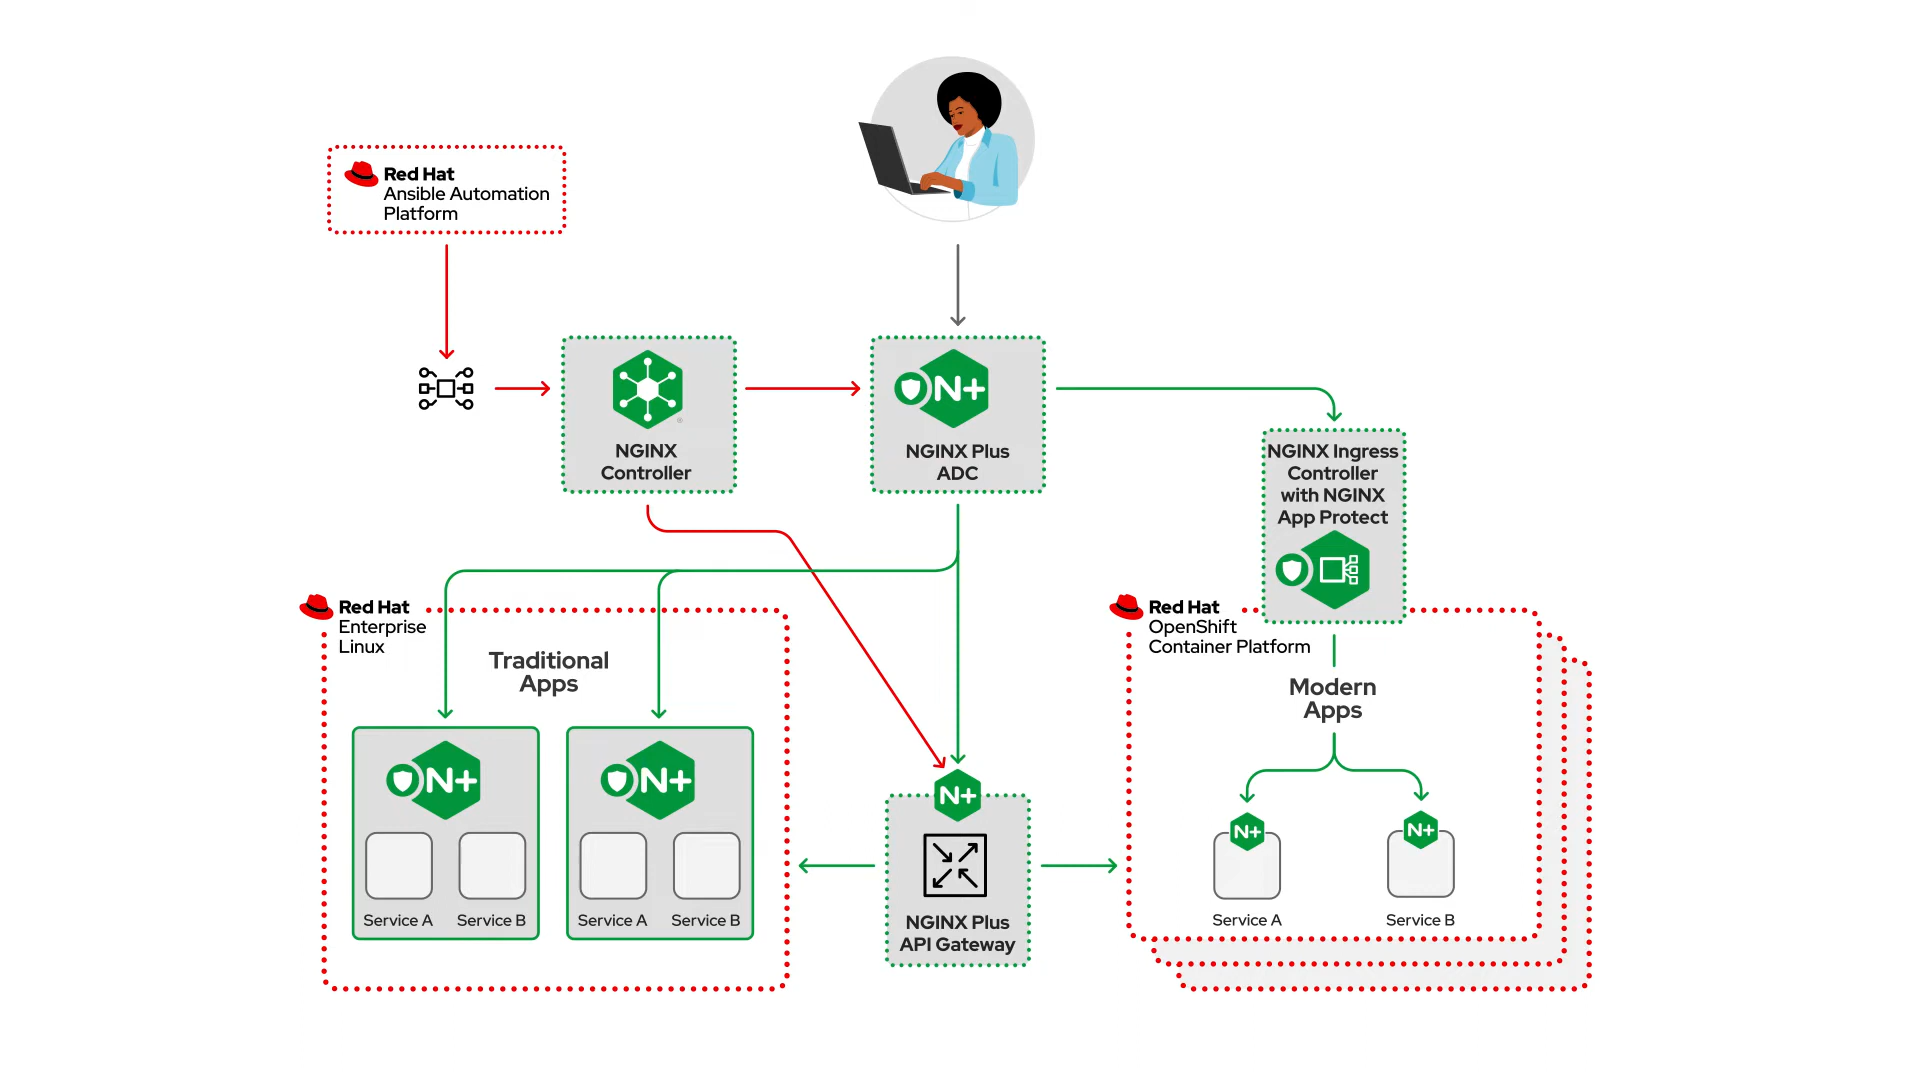 Red Hat
Ansible Automation
Platform
NGINX
Controller
N+
NGINX Plus
ADC
NGINX Ingress
Controller
with NGINX
App Protect
Red Hat
Enterprise
Linux
Traditional
Apps
N+
Service A
Service B
N+
Service A
Service B
N+
NGINX Plus
API Gateway
Red Hat
OpenShift
Container Platform
Modern
Apps
N+
Service A
N+
Service B